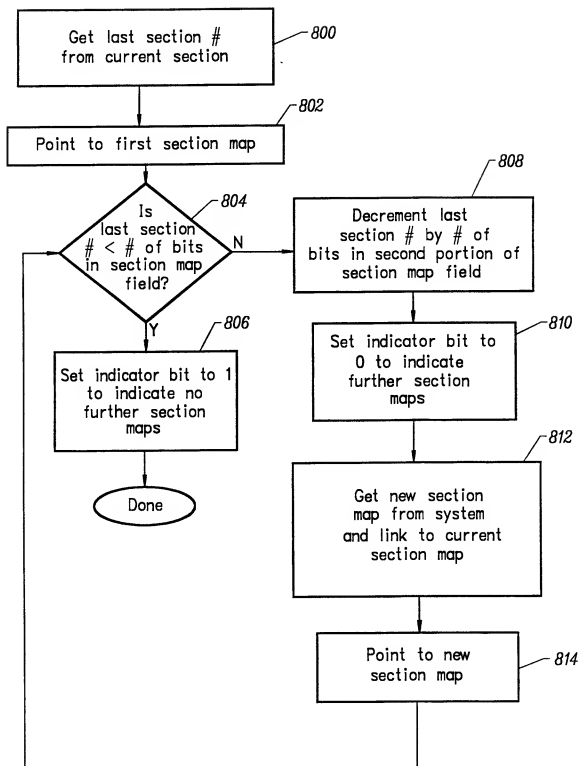 Get last section #
from current section
800
802
Point to first section map
804
Is
last section
# < # of bits
in section map
field?
N
Y
806
Set indicator bit to 1
to indicate no
further section
maps
Done
808
Decrement last
section # by # of
bits in second portion of
section map field
810
Set indicator bit to
0 to indicate
further section
maps
812
Get new section
map from system
and link to current
section map
Point to new
section map
814